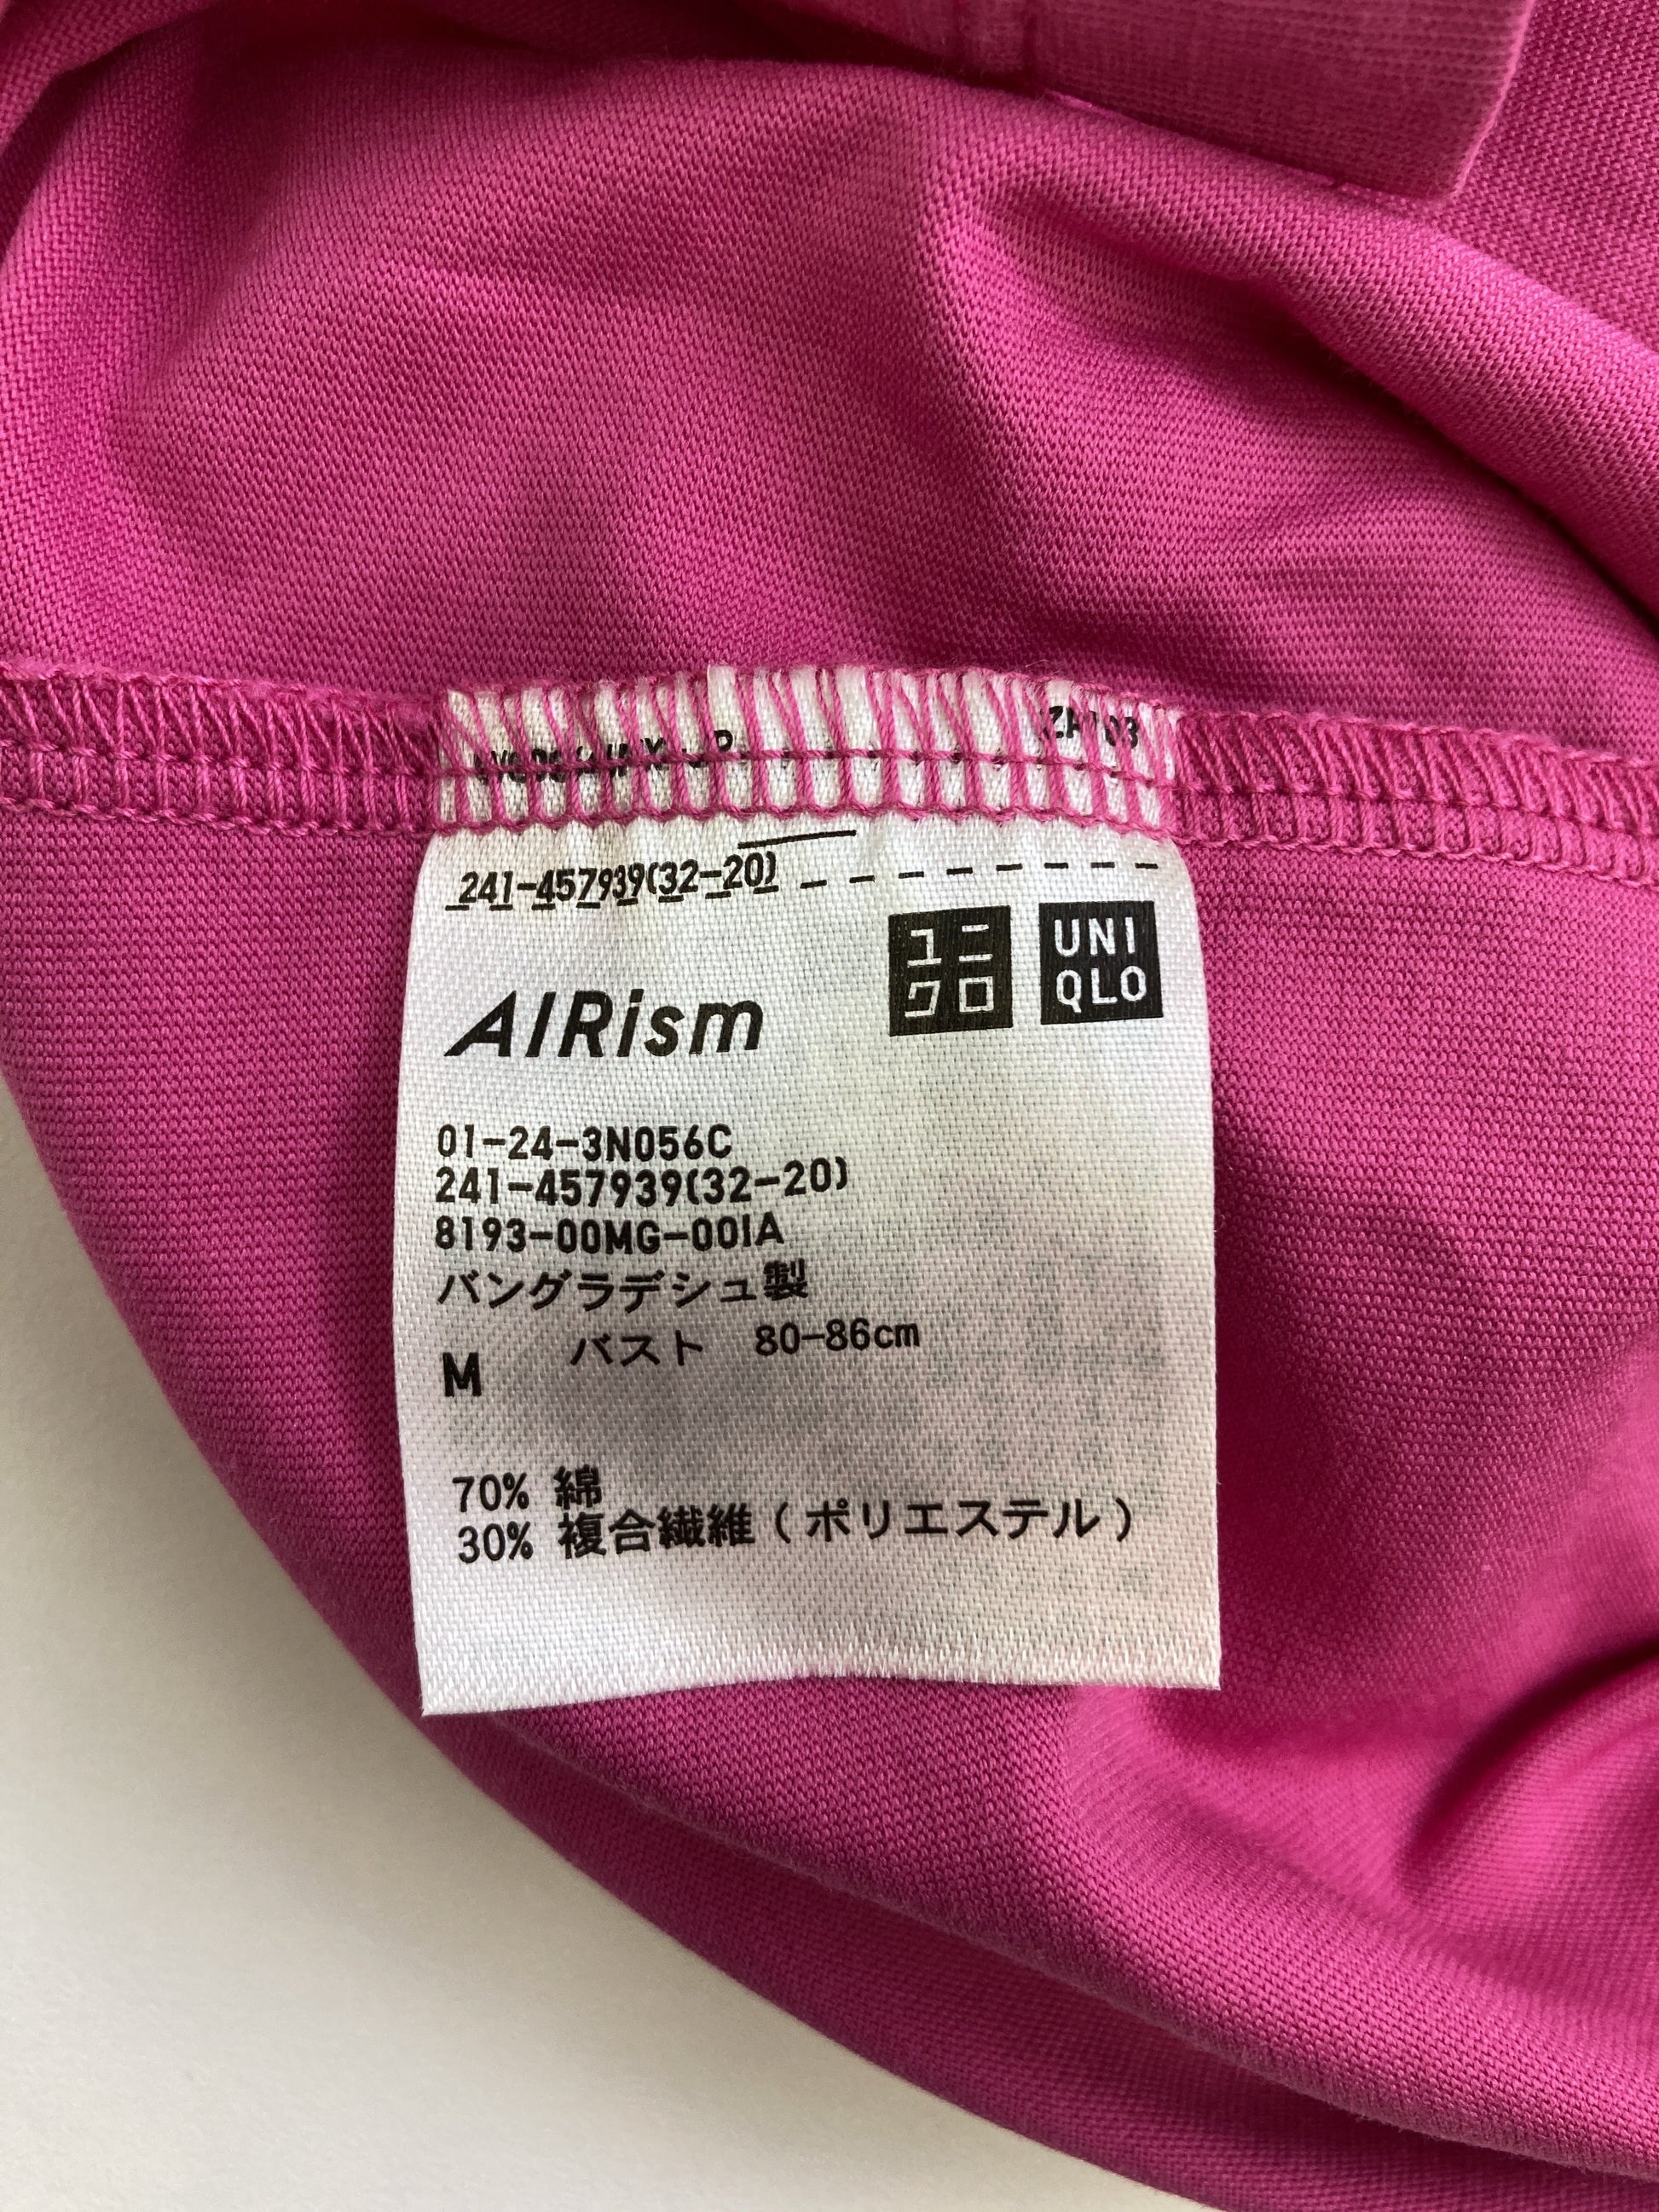 241-457939(32-20)
ユニ
クロ
UNI
QLO
AIRism
01-24-3N056C
241-457939(32-20)
8193-00MG-00IA
バングラデシュ製
M バスト 80-86cm
70% 綿
30% 複合繊維(ポリエステル)